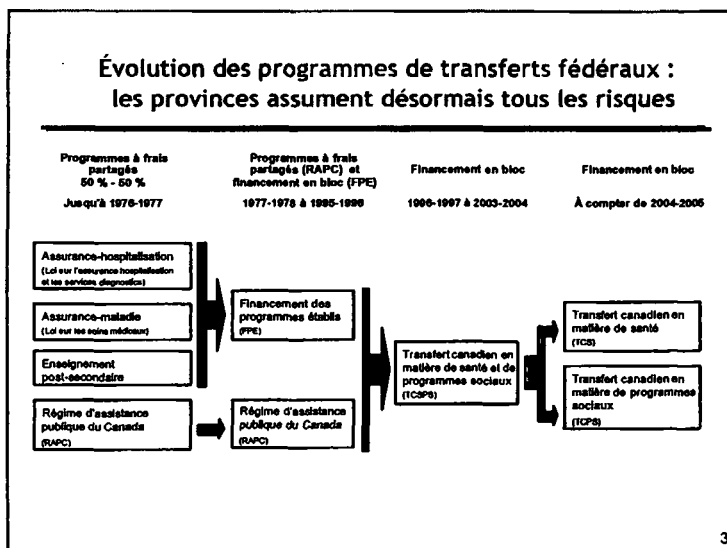 Évolution des programmes de transferts fédéraux :
les provinces assument désormais tous les risques
Programmes à frais
partagés
50 % - 50 %
Jusqu'à 1976-1977
Programmes à frais
partagés (RAPC) et
financement en bloc (FPE)
1977-1978 à 1995-1996
Financement en bloc
1996-1997 à 2003-2004
Financement en bloc
À compter de 2004-2005
Assurance-hospitalisation
(Loi sur l'assurance hospitalisation
et les services diagnostics)
Assurance-maladie
(Loi sur les soins médicaux)
Enseignement
post-secondaire
Régime d'assistance
publique du Canada
(RAPC)
Financement des
programmes établis
(FPE)
Régime d'assistance
publique du Canada
(RAPC)
Transfert canadien en
matière de santé et de
programmes sociaux
(TCSPS)
Transfert canadien en
matière de santé
(TCS)
Transfert canadien en
matière de programmes
sociaux
(TCPS)
3